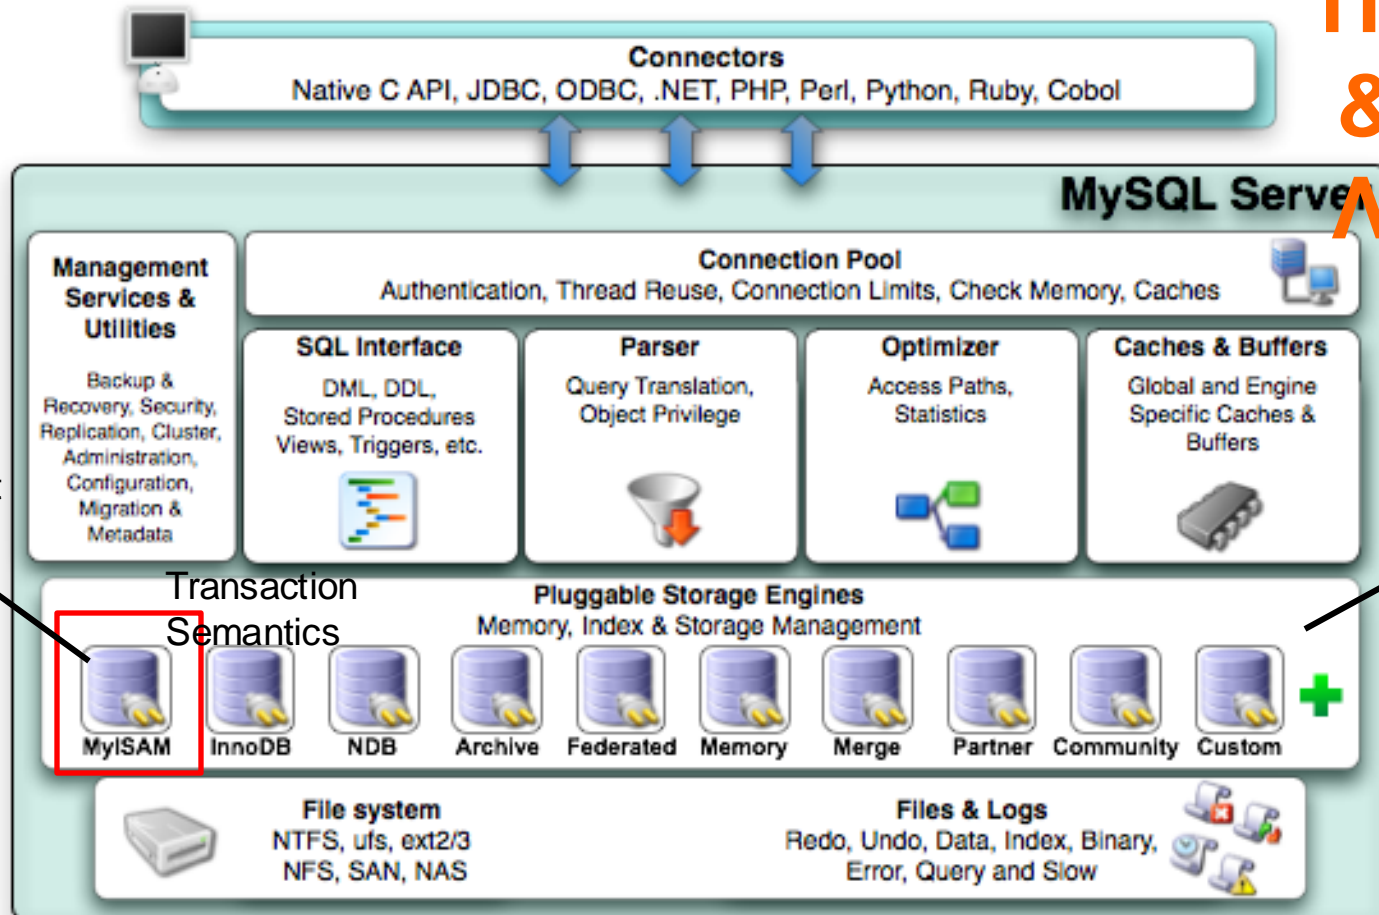 Connectors
Native C API, JDBC, ODBC, .NET, PHP, Perl, Python, Ruby, Cobol
&
MySQL Server
Management
Services &
Utilities
Backup &
Recovery, Security,
Replication, Cluster,
Administration,
Configuration,
Migration &
Metadata
Connection Pool
Authentication, Thread Reuse, Connection Limits, Check Memory, Caches
SQL Interface
DML, DDL,
Stored Procedures
Views, Triggers, etc.
Parser
Query Translation,
Object Privilege
Optimizer
Access Paths,
Statistics
Caches & Buffers
Global and Engine
Specific Caches &
Buffers
Transaction
Semantics
Pluggable Storage Engines
Memory, Index & Storage Management
MyISAM
InnoDB
NDB
Archive
Federated
Memory
Merge
Partner
Community
Custom
File system
NTFS, ufs, ext2/3
NFS, SAN, NAS
Files & Logs
Redo, Undo, Data, Index, Binary,
Error, Query and Slow